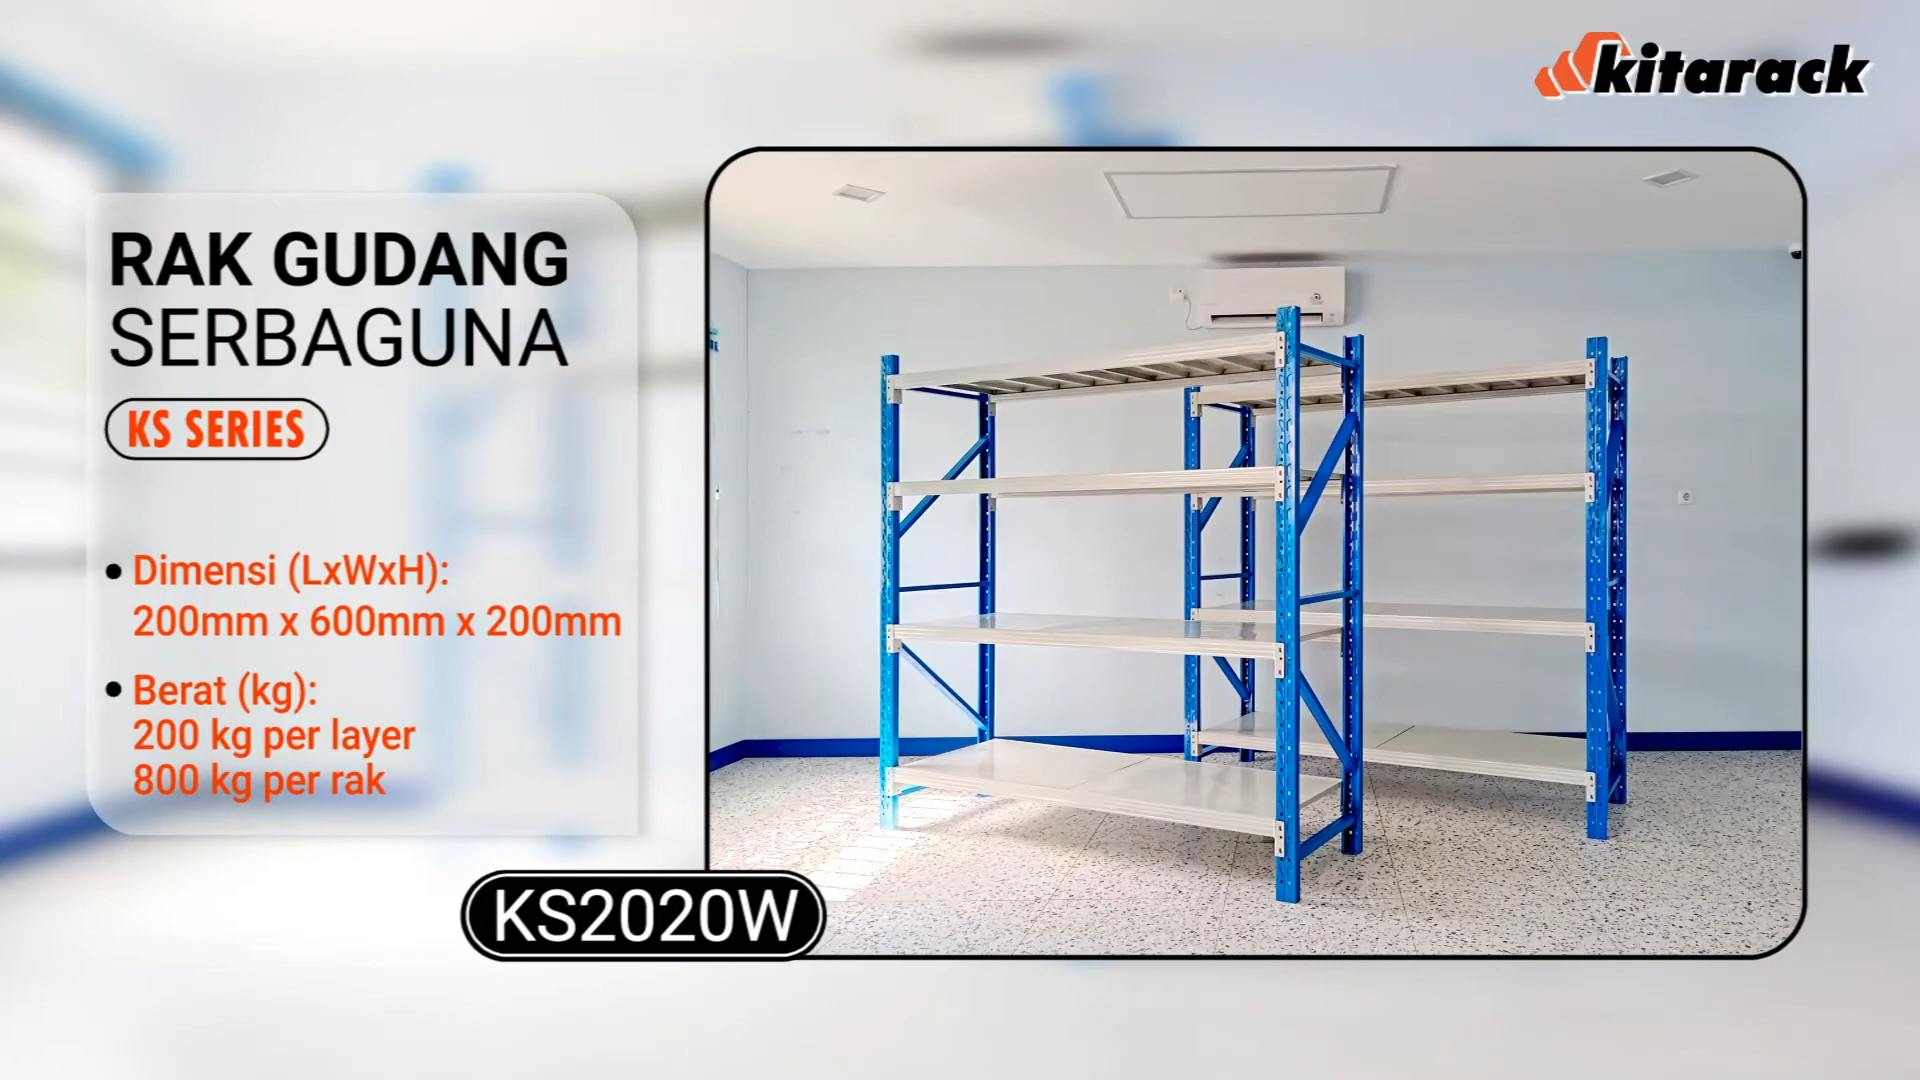 kitarack
RAK GUDANG
SERBAGUNA
KS SERIES
• Dimensi (LxWxH):
200mm x 600mm x 200mm
• Berat (kg):
200 kg per layer
800 kg per rak
KS2020W